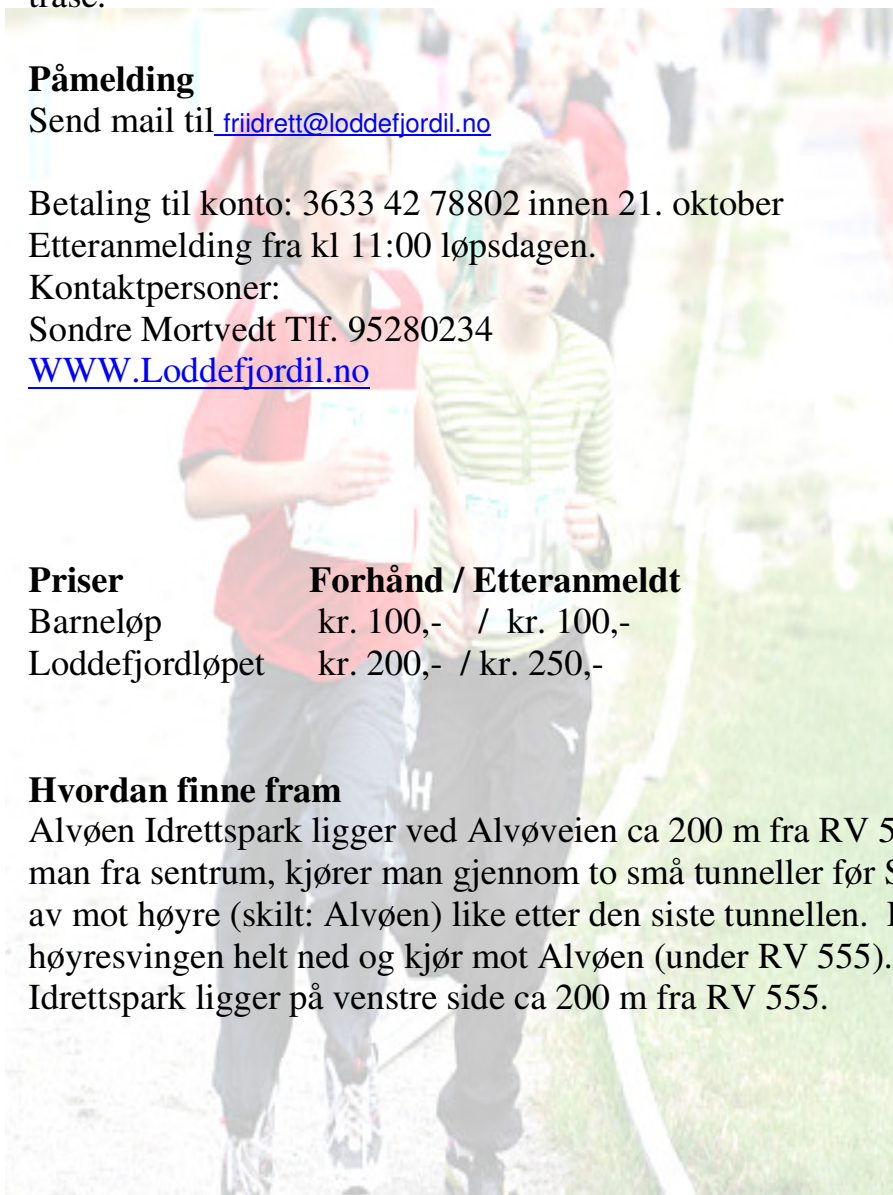 trasé.
Påmelding
Send mail til friidrett@loddefjordil.no
Betaling til konto: 3633 42 78802 innen 21. oktober
Etteranmelding fra kl 11:00 løpsdagen.
Kontaktpersoner:
Sondre Mortvedt Tlf. 95280234
WWW.Loddefjordil.no
Priser Forhånd / Etteranmeldt
Barneløp kr. 100,- / kr. 100,-
Loddefjordløpet kr. 200,- / kr. 250,-
Hvordan finne fram
Alvøen Idrettspark ligger ved Alvøveien ca 200 m fra RV 5
man fra sentrum, kjører man gjennom to små tunneller før S
av mot høyre (skilt: Alvøen) like etter den siste tunnellen.
høyresvingen helt ned og kjør mot Alvøen (under RV 555).
Idrettspark ligger på venstre side ca 200 m fra RV 555.